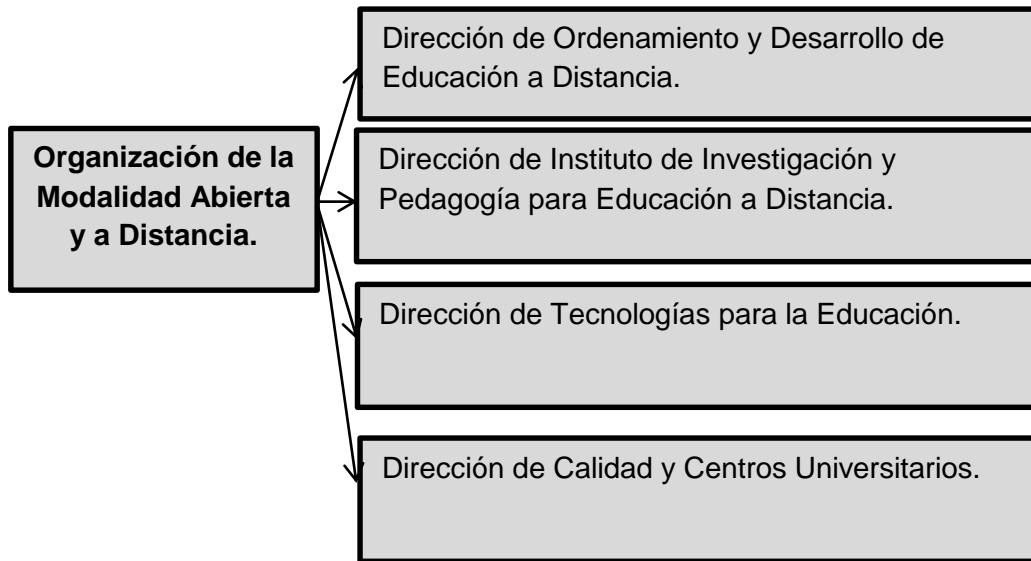 Dirección de Ordenamiento y Desarrollo de
Educación a Distancia.
Organización de la
Modalidad Abierta
y a Distancia.
Dirección de Instituto de Investigación y
Pedagogía para Educación a Distancia.
Dirección de Tecnologías para la Educación.
Dirección de Calidad y Centros Universitarios.